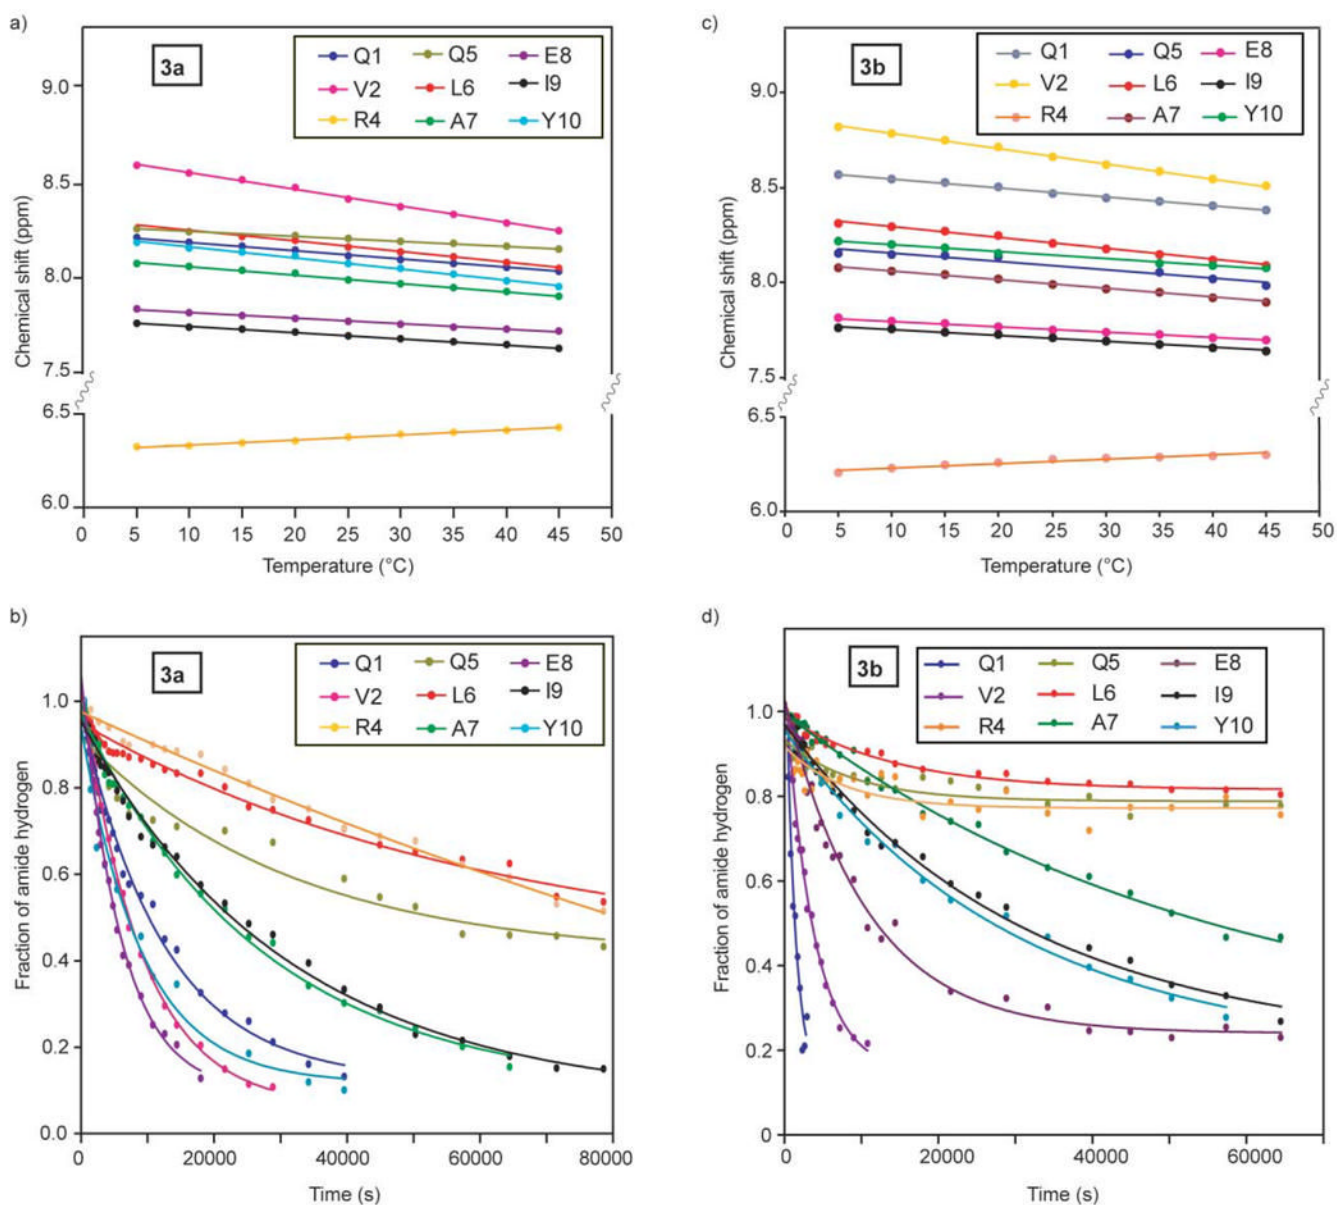 a)
3a
Q1 Q5 E8
V2 L6 I9
R4 A7 Y10
Chemical shift (ppm)
9.0
8.5
8.0
7.5
6.5
6.0
0 5 10 15 20 25 30 35 40 45 50
Temperature (°C)
c)
3b
Q1 Q5 E8
V2 L6 I9
R4 A7 Y10
Chemical shift (ppm)
9.0
8.5
8.0
7.5
6.5
6.0
0 5 10 15 20 25 30 35 40 45 50
Temperature (°C)
b)
3a
Q1 Q5 E8
V2 L6 I9
R4 A7 Y10
Fraction of amide hydrogen
1.0
0.8
0.6
0.4
0.2
0.0
0 20000 40000 60000 80000
Time (s)
d)
3b
Q1 Q5 E8
V2 L6 I9
R4 A7 Y10
Fraction of amide hydrogen
1.0
0.8
0.6
0.4
0.2
0
0 20000 40000 60000
Time (s)